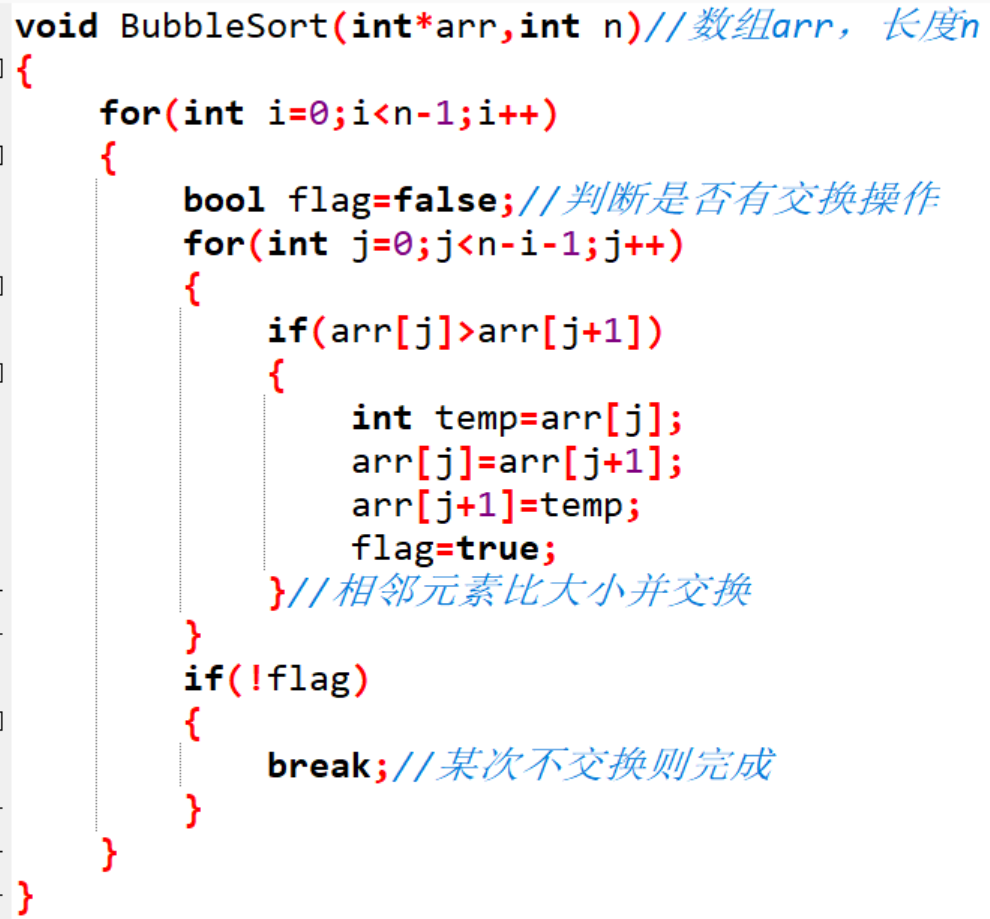 void BubbleSort(int*arr,int n)//数组arr，长度n
{
    for(int i=0;i<n-1;i++)
    {
        bool flag=false;//判断是否有交换操作
        for(int j=0;j<n-i-1;j++)
        {
            if(arr[j]>arr[j+1])
            {
                int temp=arr[j];
                arr[j]=arr[j+1];
                arr[j+1]=temp;
                flag=true;
            }//相邻元素比大小并交换
        }
        if(!flag)
        {
            break;//某次不交换则完成
        }
    }
}